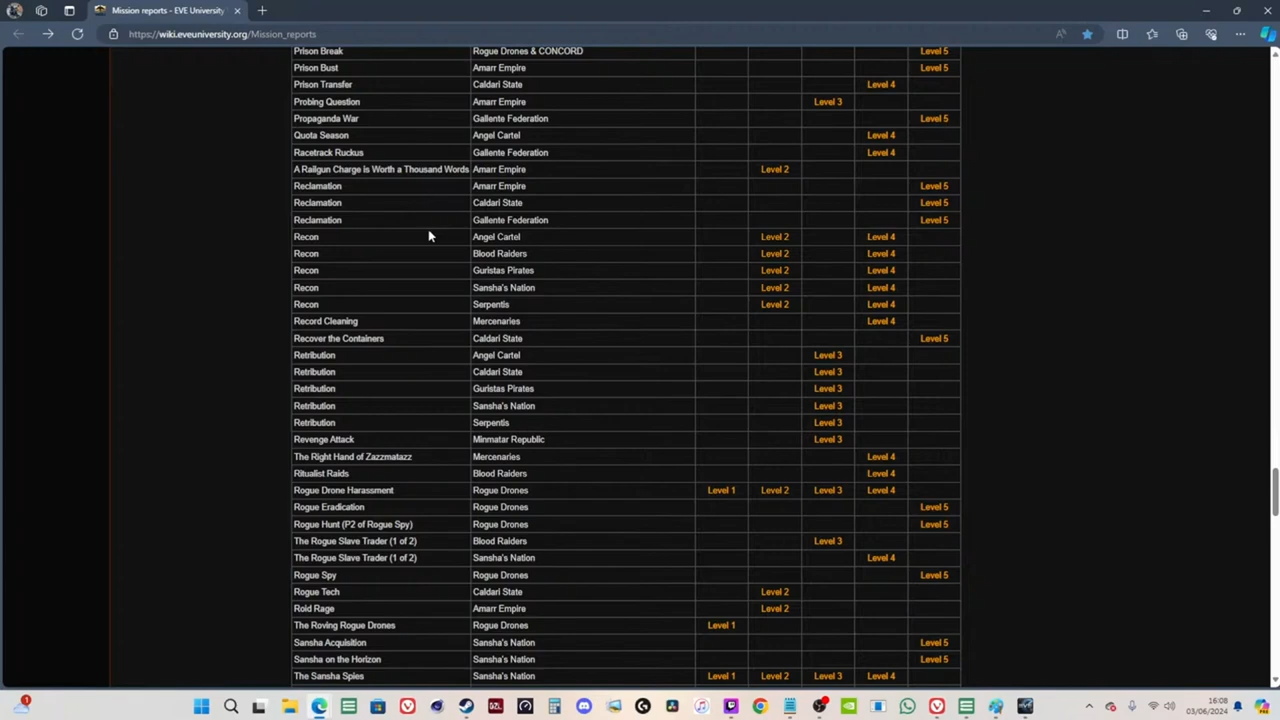 Mission reports - EVE University
https://wiki.eveuniversity.org/Mission_reports
Prison Break Rogue Drones & CONCORD Level 5
Prison Bust Amarr Empire Level 5
Prison Transfer Caldari State Level 4
Probing Question Amarr Empire Level 3
Propaganda War Gallente Federation Level 5
Quota Season Angel Cartel Level 4
Racetrack Ruckus Gallente Federation Level 4
A Railgun Charge is Worth a Thousand Words Amarr Empire Level 2
Reclamation Amarr Empire Level 5
Reclamation Caldari State Level 5
Reclamation Gallente Federation Level 5
Recon Angel Cartel Level 2 Level 4
Recon Blood Raiders Level 2 Level 4
Recon Guristas Pirates Level 2 Level 4
Recon Sansha's Nation Level 2 Level 4
Recon Serpentis Level 2 Level 4
Record Cleaning Mercenaries Level 4
Recover the Containers Caldari State Level 5
Retribution Angel Cartel Level 3
Retribution Caldari State Level 3
Retribution Guristas Pirates Level 3
Retribution Sansha's Nation Level 3
Retribution Serpentis Level 3
Revenge Attack Minmatar Republic Level 3
The Right Hand of Zazzmatazz Mercenaries Level 4
Ritualist Raids Blood Raiders Level 4
Rogue Drone Harassment Rogue Drones Level 1 Level 2 Level 3 Level 4
Rogue Eradication Rogue Drones Level 5
Rogue Hunt (P2 of Rogue Spy) Rogue Drones Level 5
The Rogue Slave Trader (1 of 2) Blood Raiders Level 3
The Rogue Slave Trader (1 of 2) Sansha's Nation Level 4
Rogue Spy Rogue Drones Level 5
Rogue Tech Caldari State Level 2
Roid Rage Amarr Empire Level 2
The Roving Rogue Drones Rogue Drones Level 1
Sansha Acquisition Sansha's Nation Level 5
Sansha on the Horizon Sansha's Nation Level 5
The Sansha Spies Sansha's Nation Level 1 Level 2 Level 3 Level 4
16:08
03/06/2024